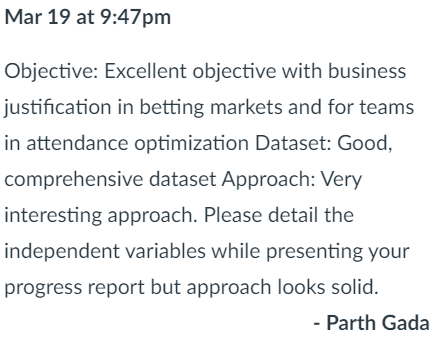 Mar 19 at 9:47pm
Objective: Excellent objective with business
justification in betting markets and for teams
in attendance optimization Dataset: Good,
comprehensive dataset Approach: Very
interesting approach. Please detail the
independent variables while presenting your
progress report but approach looks solid.
- Parth Gada